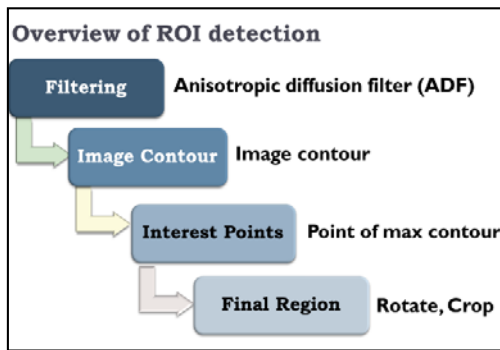 Overview of ROI detection
Filtering Anisotropic diffusion filter (ADF)
Image Contour Image contour
Interest Points Point of max contour
Final Region Rotate, Crop